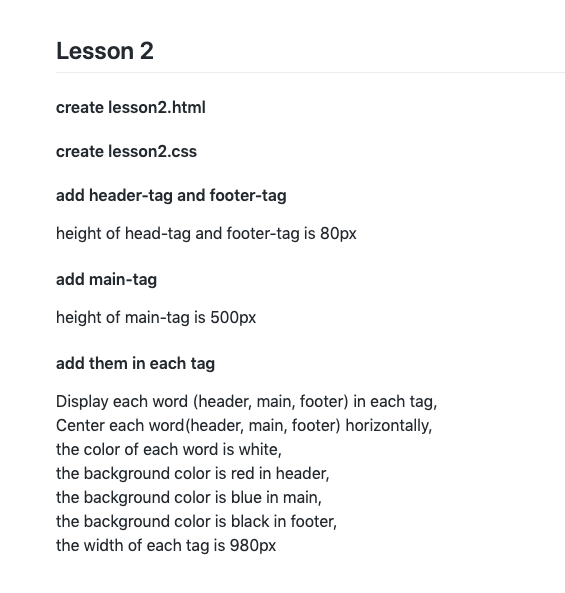 Lesson 2
create lesson2.html
create lesson2.css
add header-tag and footer-tag
height of head-tag and footer-tag is 80px
add main-tag
height of main-tag is 500px
add them in each tag
Display each word (header, main, footer) in each tag,
Center each word(header, main, footer) horizontally,
the color of each word is white,
the background color is red in header,
the background color is blue in main,
the background color is black in footer,
the width of each tag is 980px